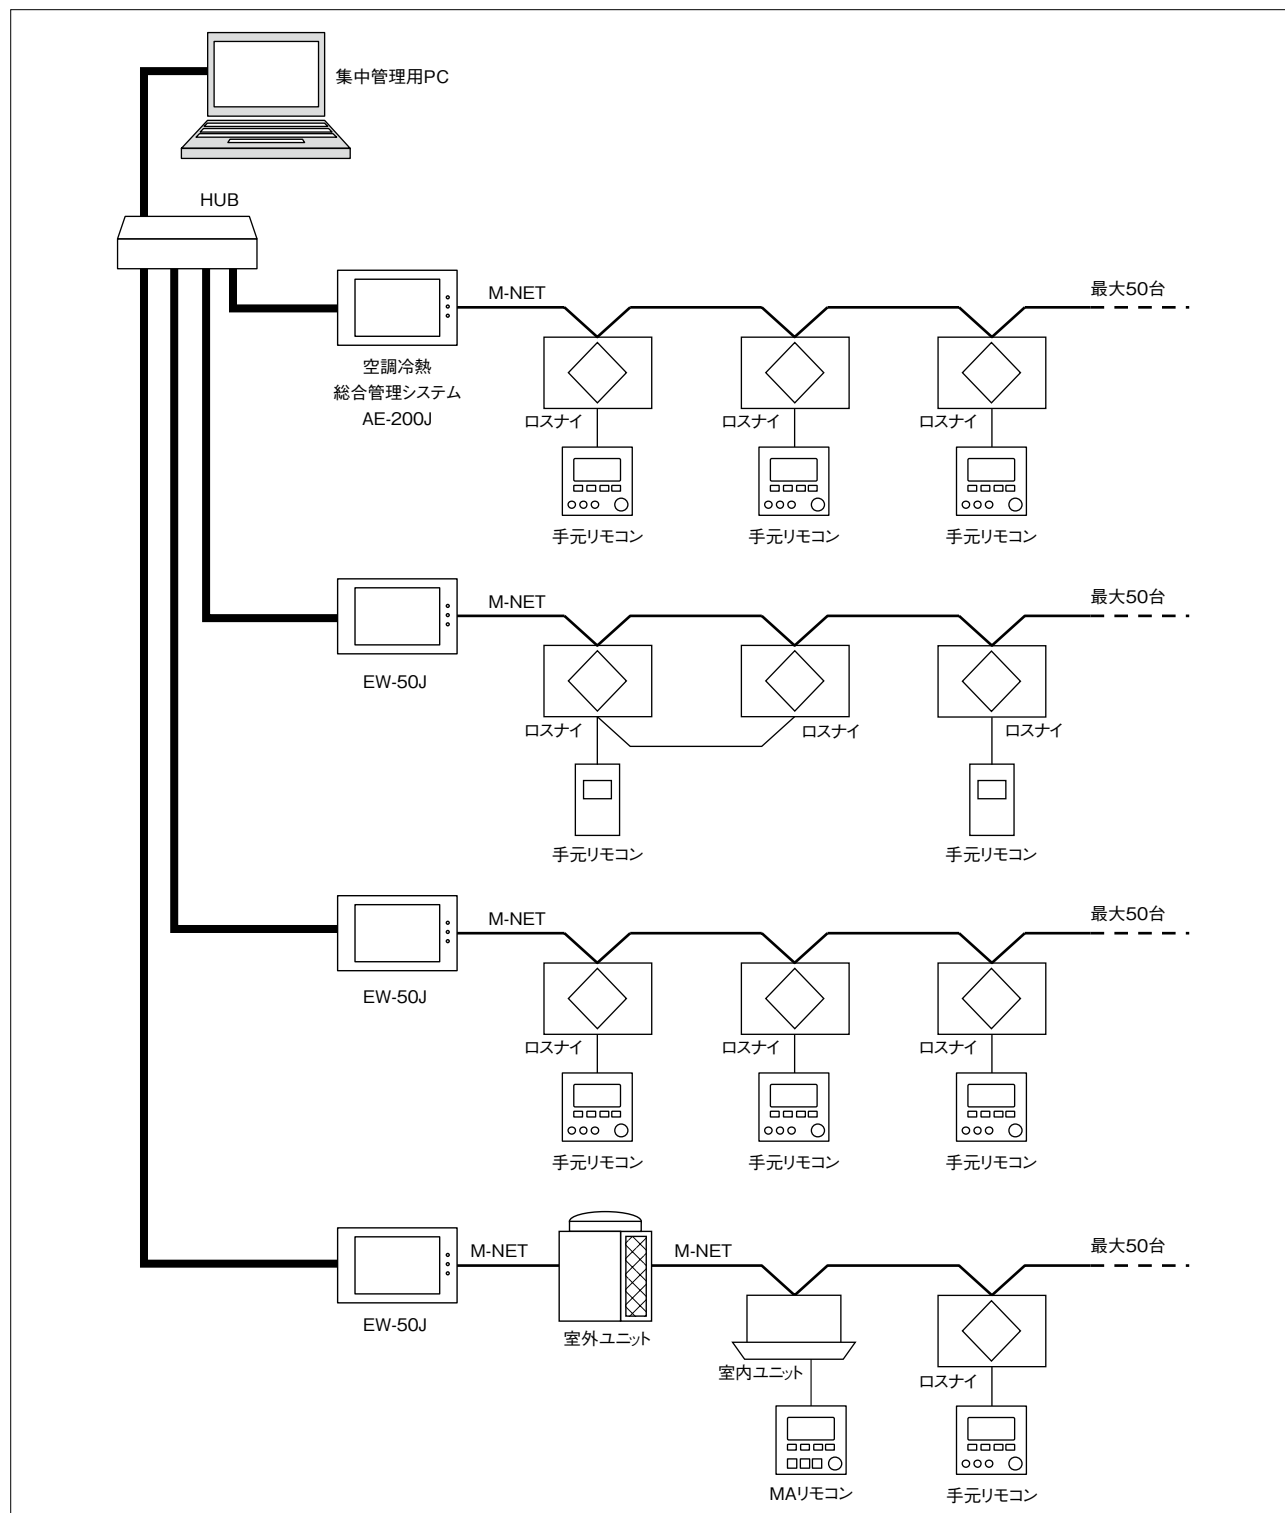 集中管理用PC
HUB
M-NET
最大50台
空調冷熱
総合管理システム
AE-200J
ロスナイ
ロスナイ
ロスナイ
手元リモコン
手元リモコン
手元リモコン
M-NET
最大50台
EW-50J
ロスナイ
ロスナイ
ロスナイ
手元リモコン
手元リモコン
M-NET
最大50台
EW-50J
ロスナイ
ロスナイ
ロスナイ
手元リモコン
手元リモコン
手元リモコン
M-NET
M-NET
最大50台
EW-50J
室外ユニット
室内ユニット
ロスナイ
MAリモコン
手元リモコン